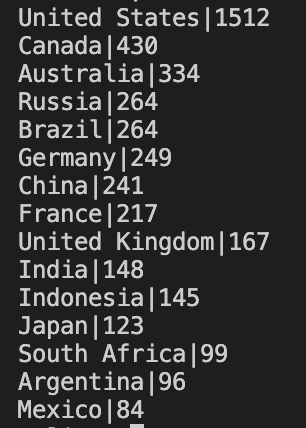 United States|1512
Canada|430
Australia|334
Russia|264
Brazil|264
Germany|249
China|241
France|217
United Kingdom|167
India|148
Indonesia|145
Japan|123
South Africa|99
Argentina|96
Mexico|84